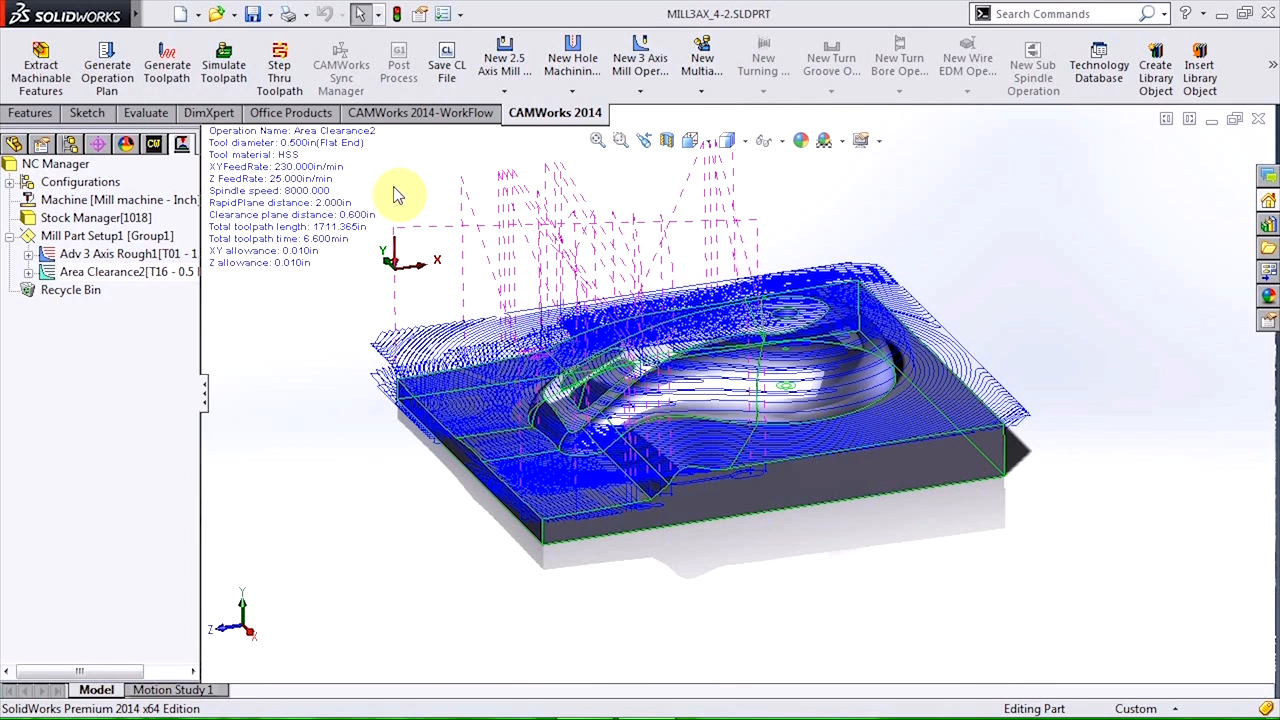 SOLIDWORKS
MILL3AX_4-2.SLDPRT
Search Commands
Extract Machinable Features
Generate Operation Plan
Generate Toolpath
Simulate Toolpath
Step Thru Toolpath
CAMWorks Sync Manager
G1
Post Process
CL
Save CL File
New 2.5 Axis Mill ...
New Hole Machinin...
New 3 Axis Mill Oper...
New Multia...
New Turning ...
New Turn Groove O...
New Turn Bore Ope...
New Wire EDM Ope...
New Sub Spindle Operation
Technology Database
Create Library Object
Insert Library Object
Features
Sketch
Evaluate
DimXpert
Office Products
CAMWorks 2014-WorkFlow
CAMWorks 2014
CW
NC Manager
Configurations
Machine [Mill machine - Inch]
Stock Manager[1018]
Mill Part Setup1 [Group1]
Adv 3 Axis Rough1[T01 - 1
Area Clearance2[T16 - 0.5
Recycle Bin
Operation Name: Area Clearance2
Tool diameter: 0.500in(Flat End)
Tool material: HSS
XYFeedRate: 230.000in/min
Z FeedRate: 25.000in/min
Spindle speed: 8000.000
RapidPlane distance: 2.000in
Clearance plane distance: 0.600in
Total toolpath length: 1711.365in
Total toolpath time: 6.600min
XY allowance: 0.010in
Z allowance: 0.010in
Y
X
Y
Z
X
Model
Motion Study 1
SolidWorks Premium 2014 x64 Edition
Editing Part
Custom